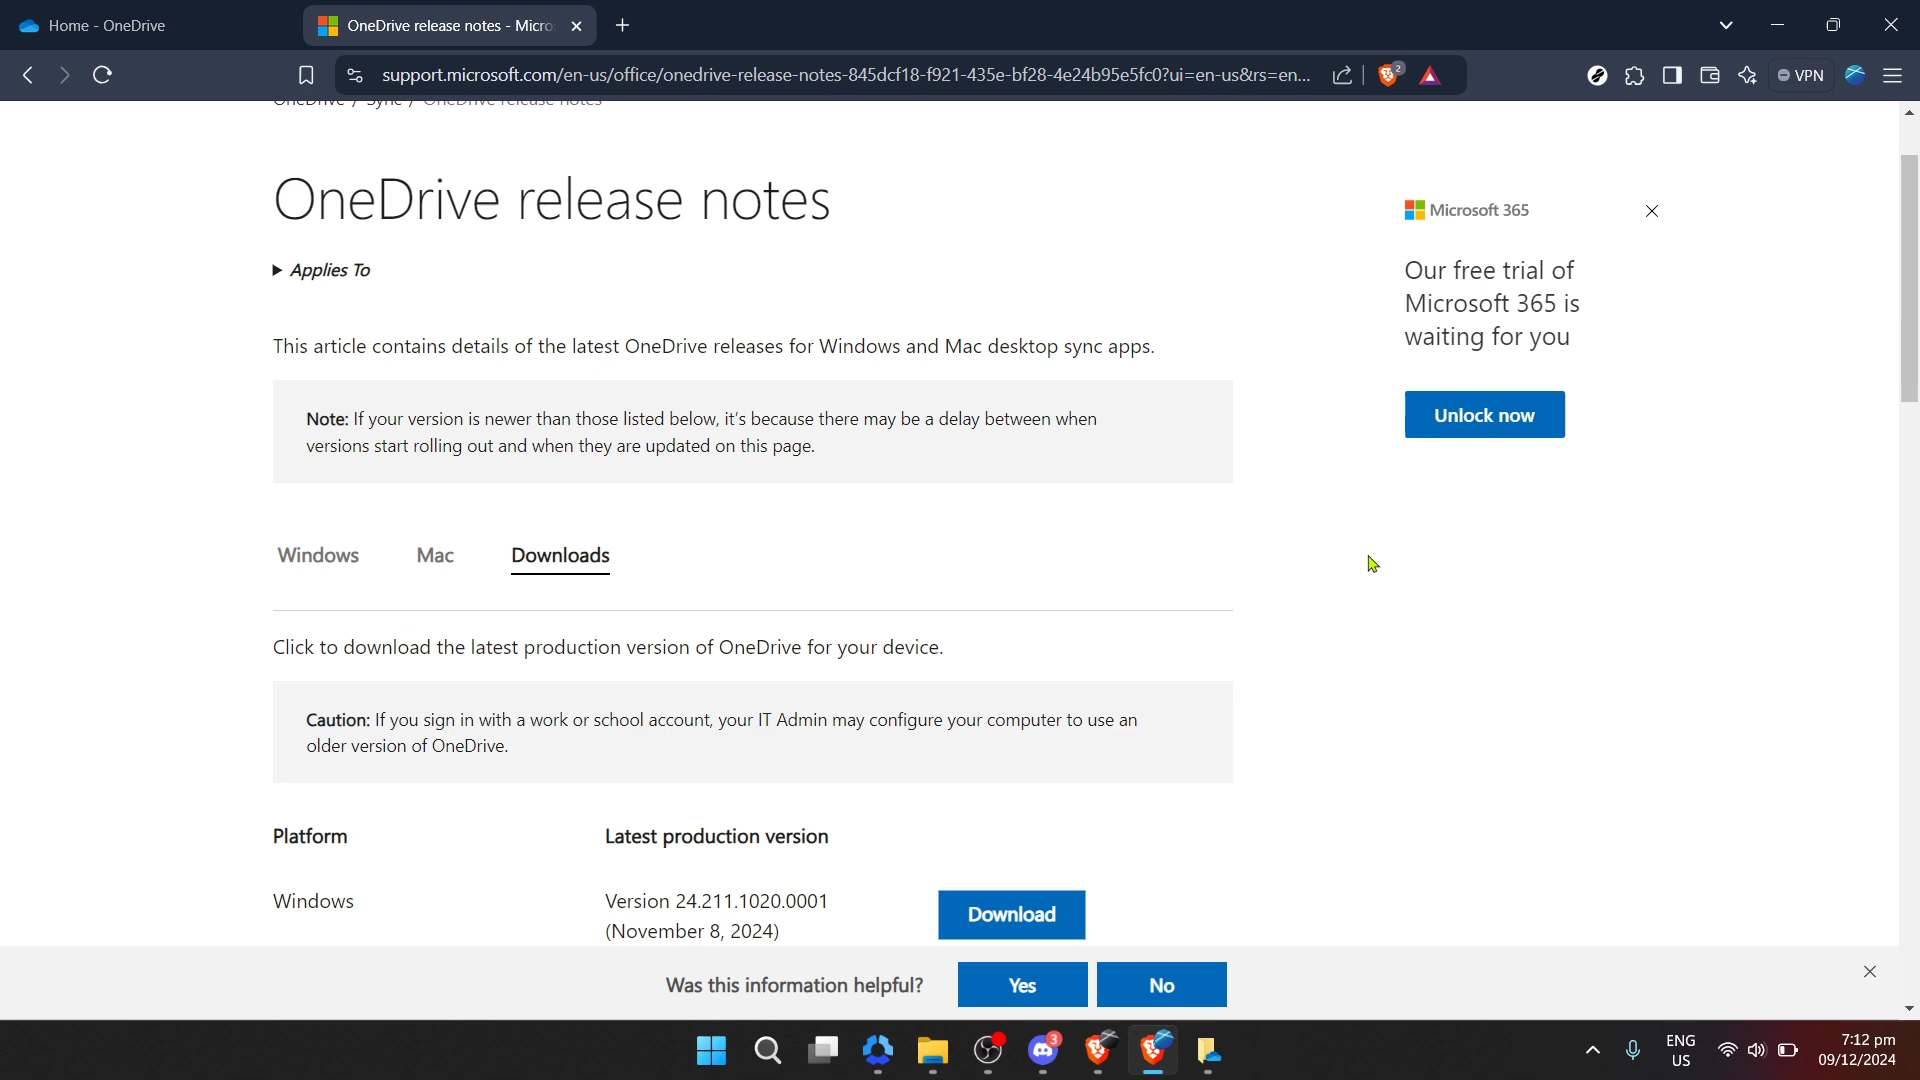 Home - OneDrive
OneDrive release notes - Micro
support.microsoft.com/en-us/office/onedrive-release-notes-845dcf18-f921-435e-bf28-4e24b95e5fc0?ui=en-us&rs=en...
2
VPN
OneDrive / Sync / OneDrive release notes
OneDrive release notes
Applies To
This article contains details of the latest OneDrive releases for Windows and Mac desktop sync apps.
Note: If your version is newer than those listed below, it's because there may be a delay between when
versions start rolling out and when they are updated on this page.
Windows Mac Downloads
Click to download the latest production version of OneDrive for your device.
Caution: If you sign in with a work or school account, your IT Admin may configure your computer to use an
older version of OneDrive.
Platform Latest production version
Windows Version 24.211.1020.0001 Download
(November 8, 2024)
Microsoft 365
Our free trial of
Microsoft 365 is
waiting for you
Unlock now
Was this information helpful? Yes No
3
ENG
US
7:12 pm
09/12/2024